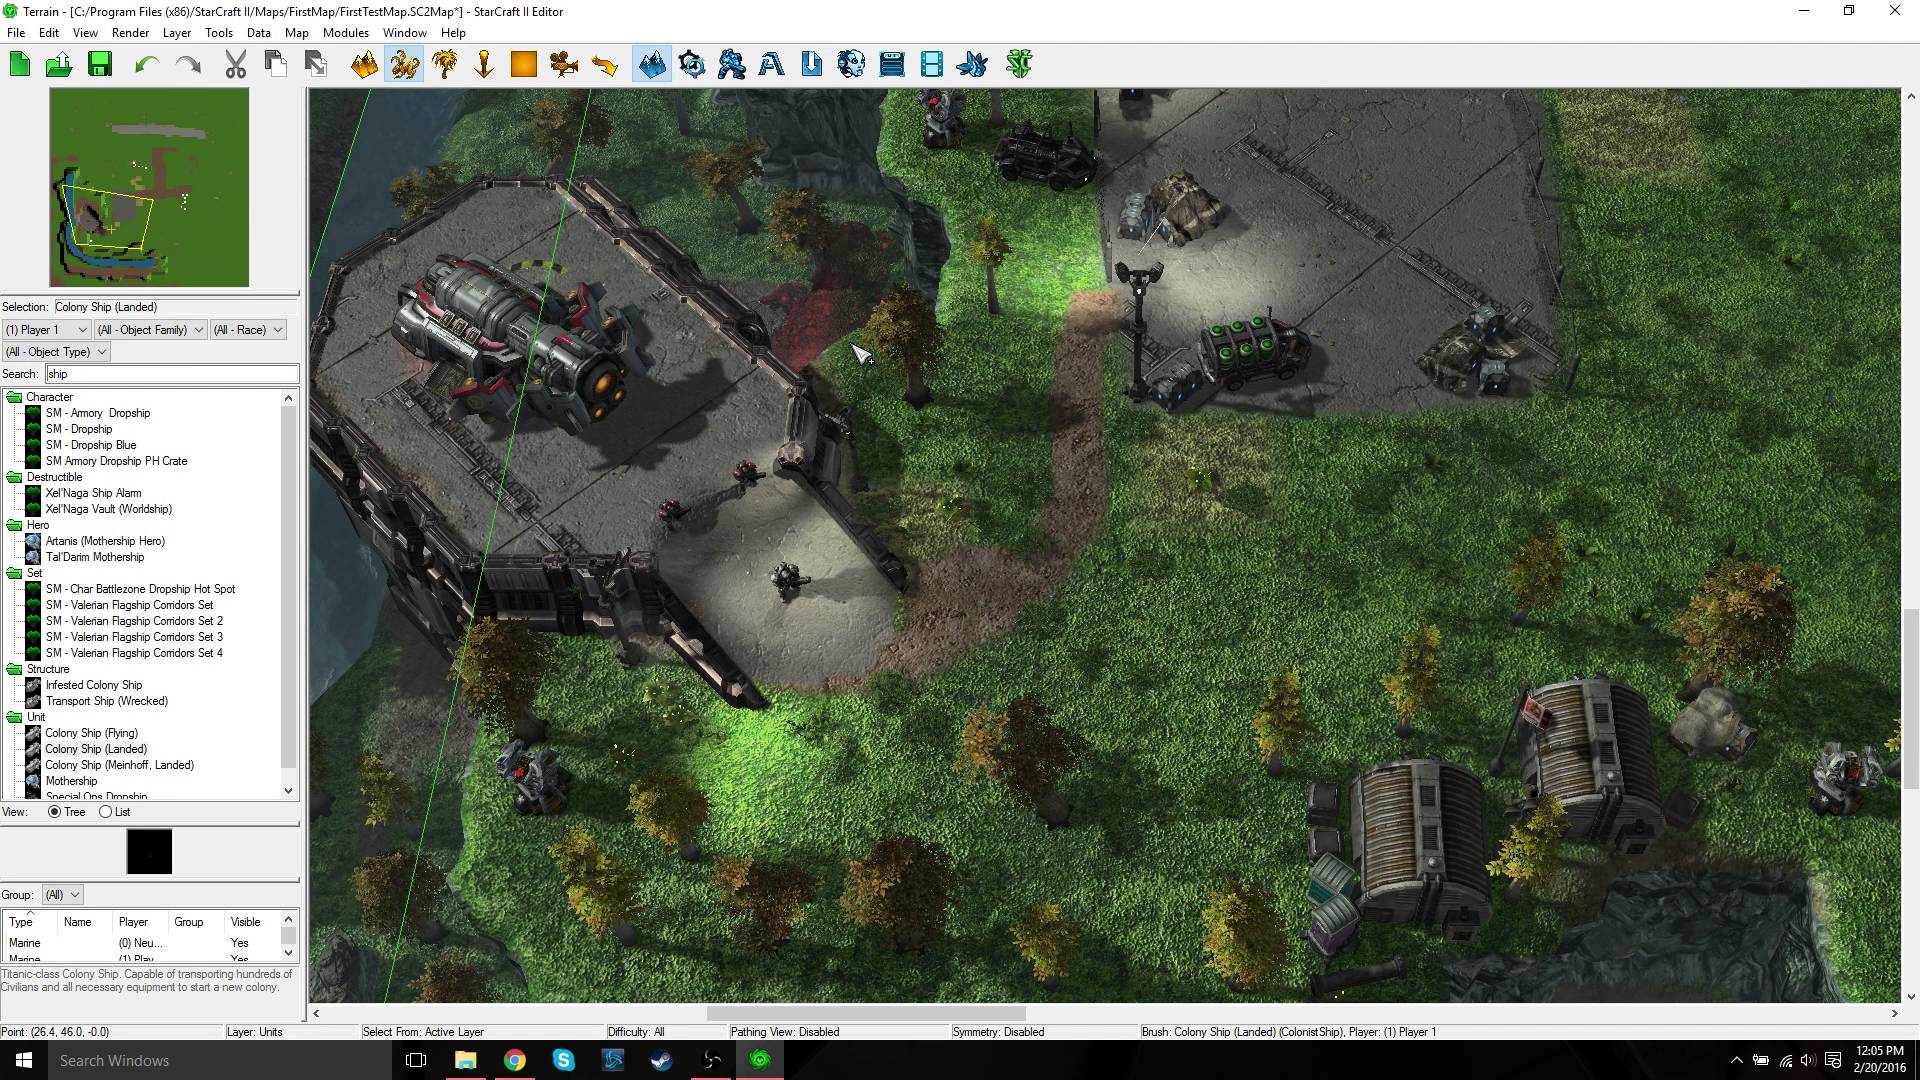 Terrain - [C:/Program Files (x86)/StarCraft II/Maps/FirstMap/FirstTestMap.SC2Map*] - StarCraft II Editor
File Edit View Render Layer Tools Data Map Modules Window Help
Selection: Colony Ship (Landed)
(1) Player 1 (All - Object Family) (All - Race)
(All - Object Type)
Search: ship
Character
SM - Armory  Dropship
SM - Dropship
SM - Dropship Blue
SM Armory Dropship PH Crate
Destructible
Xel'Naga Ship Alarm
Xel'Naga Vault (Worldship)
Hero
Artanis (Mothership Hero)
Tal'Darim Mothership
Set
SM - Char Battlezone Dropship Hot Spot
SM - Valerian Flagship Corridors Set
SM - Valerian Flagship Corridors Set 2
SM - Valerian Flagship Corridors Set 3
SM - Valerian Flagship Corridors Set 4
Structure
Infested Colony Ship
Transport Ship (Wrecked)
Unit
Colony Ship (Flying)
Colony Ship (Landed)
Colony Ship (Meinhoff, Landed)
Mothership
Special Ops Dropship
View: Tree List
Group: (All)
Type Name Player Group Visible
Marine (0) Neu... Yes
Marine (1) Play... Yes
Titanic-class Colony Ship. Capable of transporting hundreds of
Civilians and all necessary equipment to start a new colony.
Point: (26.4, 46.0, -0.0) Layer: Units Select From: Active Layer Difficulty: All Pathing View: Disabled Symmetry: Disabled Brush: Colony Ship (Landed) (ColonistShip), Player: (1) Player 1
Search Windows
12:05 PM
2/20/2016